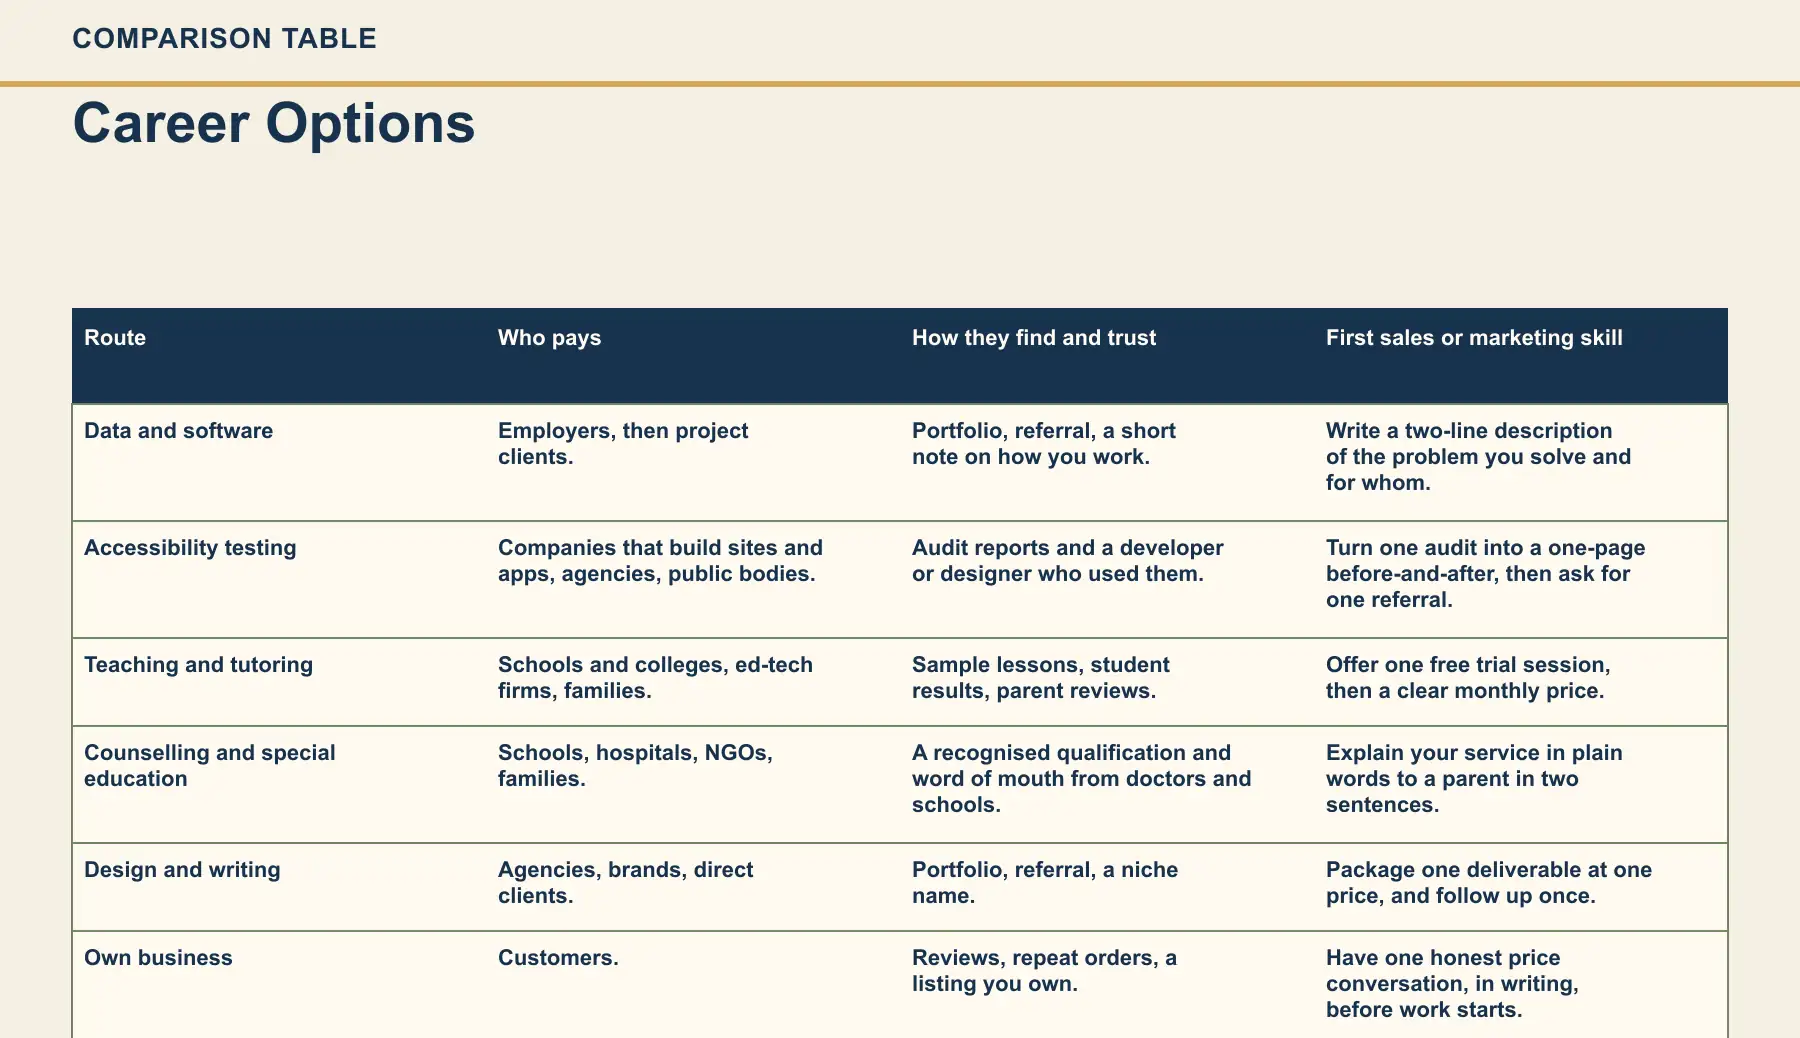 COMPARISON TABLE
Career Options
Route Who pays How they find and trust First sales or marketing skill
Data and software
Employers, then project
clients.
Portfolio, referral, a short
note on how you work.
Write a two-line description
of the problem you solve and
for whom.
Accessibility testing
Companies that build sites and
apps, agencies, public bodies.
Audit reports and a developer
or designer who used them.
Turn one audit into a one-page
before-and-after, then ask for
one referral.
Teaching and tutoring
Schools and colleges, ed-tech
firms, families.
Sample lessons, student
results, parent reviews.
Offer one free trial session,
then a clear monthly price.
Counselling and special
education
Schools, hospitals, NGOs,
families.
A recognised qualification and
word of mouth from doctors and
schools.
Explain your service in plain
words to a parent in two
sentences.
Design and writing
Agencies, brands, direct
clients.
Portfolio, referral, a niche
name.
Package one deliverable at one
price, and follow up once.
Own business
Customers.
Reviews, repeat orders, a
listing you own.
Have one honest price
conversation, in writing,
before work starts.